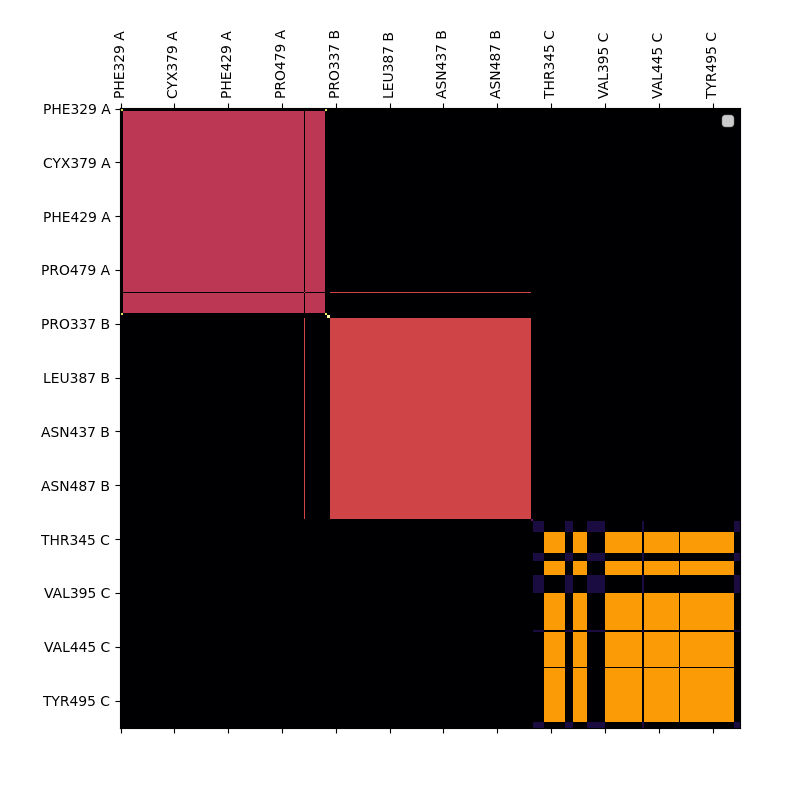 PHE329 A
CYX379 A
PHE429 A
PRO479 A
PRO337 B
LEU387 B
ASN437 B
ASN487 B
THR345 C
VAL395 C
VAL445 C
TYR495 C
PHE329 A
CYX379 A
PHE429 A
PRO479 A
PRO337 B
LEU387 B
ASN437 B
ASN487 B
THR345 C
VAL395 C
VAL445 C
TYR495 C